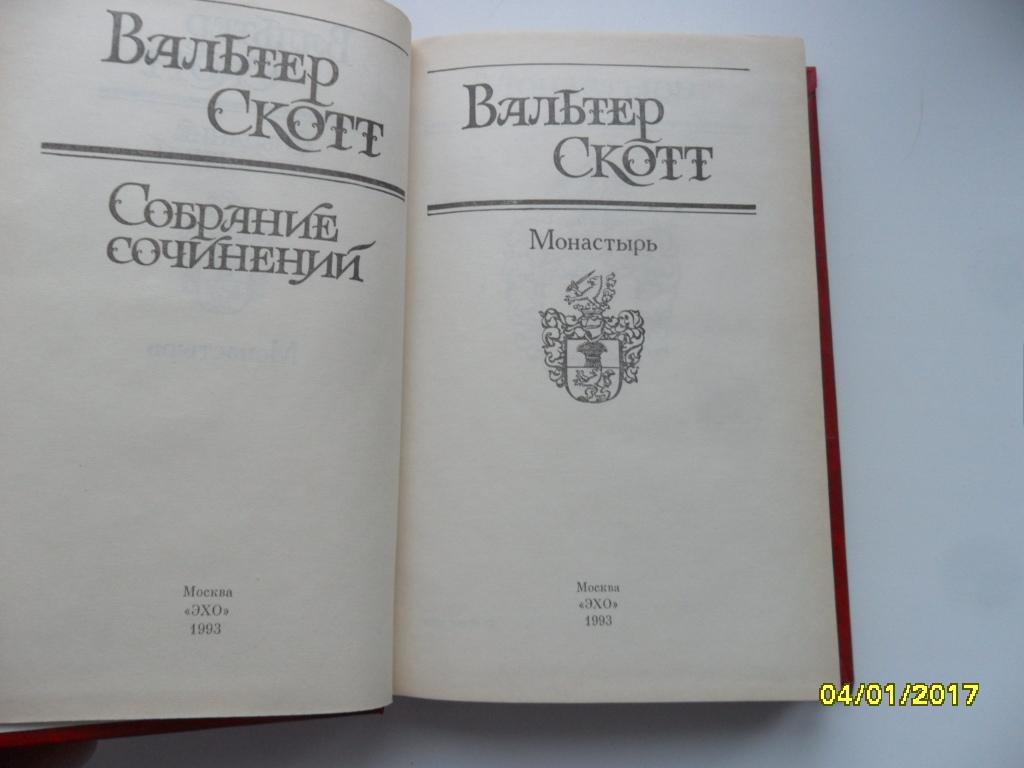 Вальтер
Скотт
Собрание
сочинений
Москва
«ЭХО»
1993
Вальтер
Скотт
Монастырь
Москва
«ЭХО»
1993
04/01/2017